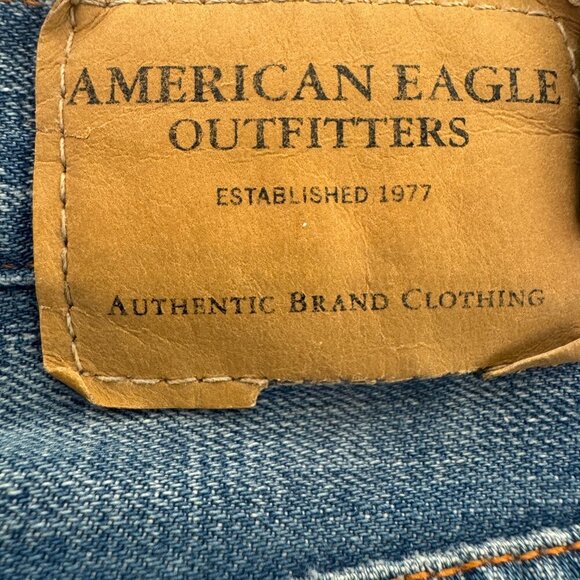 AMERICAN EAGLE
OUTFITTERS
ESTABLISHED 1977
AUTHENTIC BRAND CLOTHING